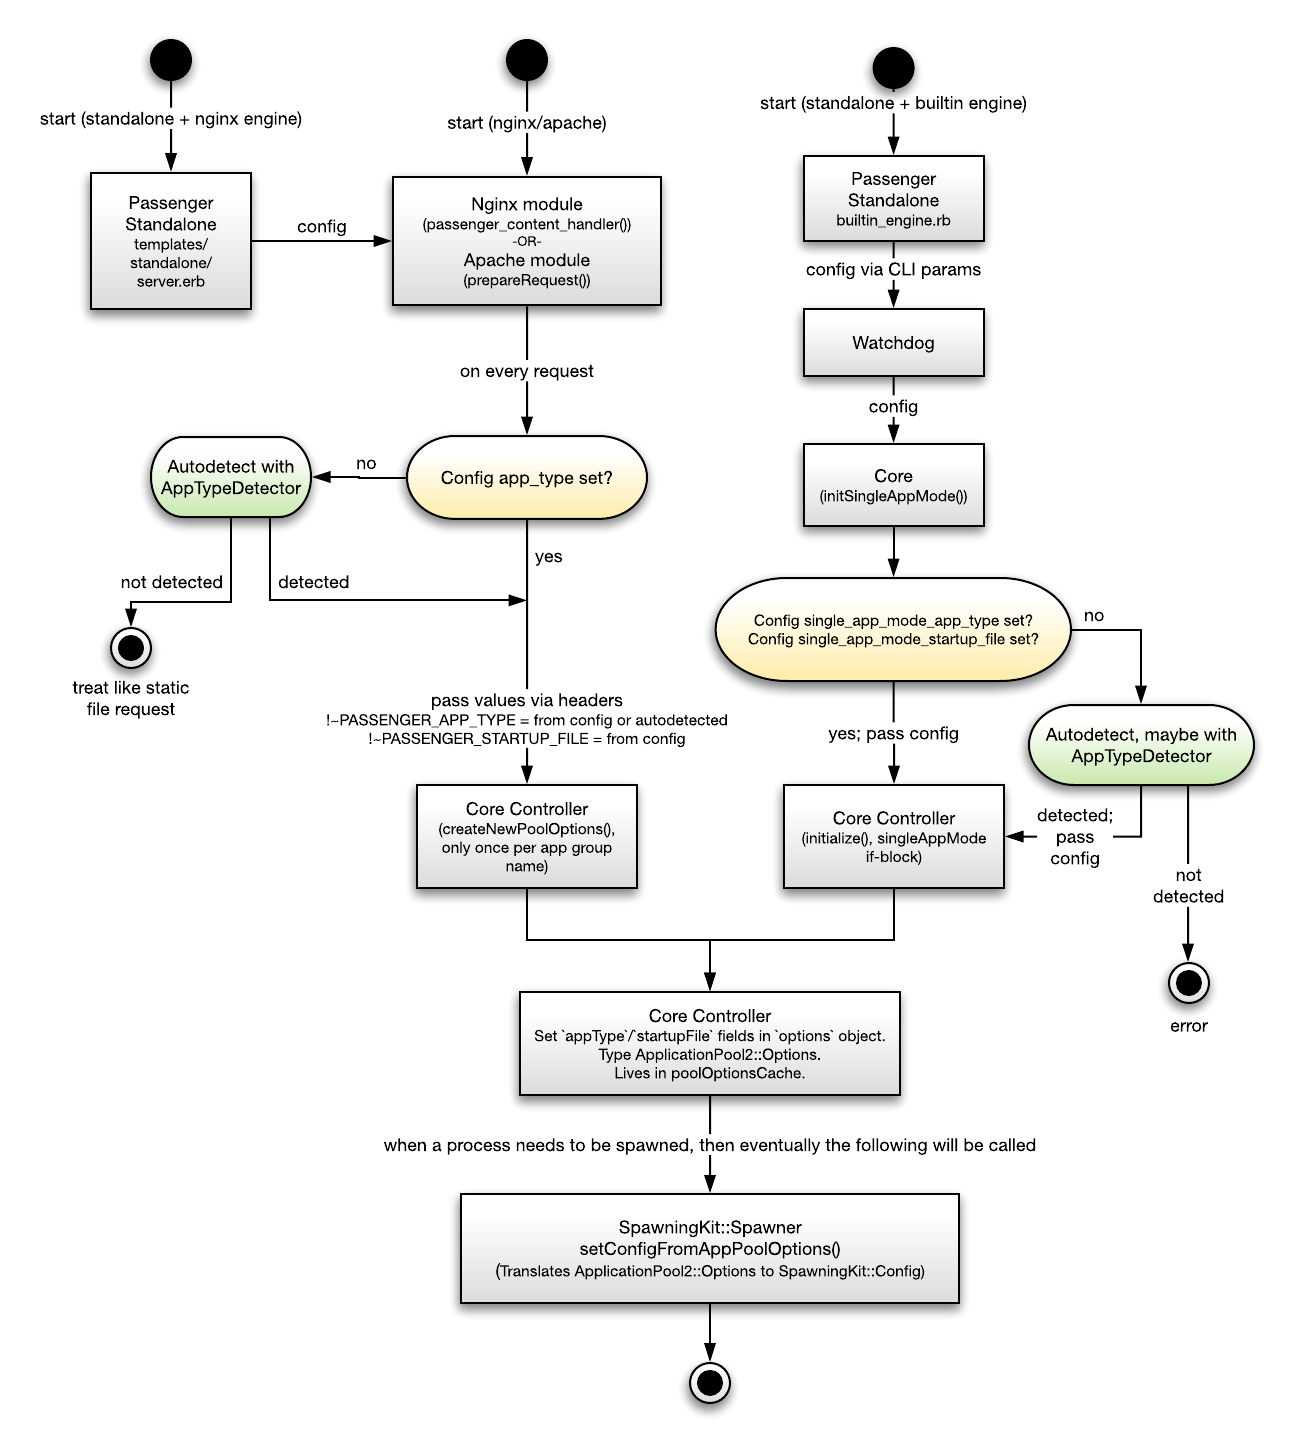 start (standalone + nginx engine)
start (nginx/apache)
start (standalone + builtin engine)
Passenger
Standalone
templates/
standalone/
server.erb
config
Nginx module
(passenger_content_handler())
-OR-
Apache module
(prepareRequest())
Passenger
Standalone
builtin_engine.rb
config via CLI params
Watchdog
on every request
config
Autodetect with
AppTypeDetector
no
Config app_type set?
Core
(initSingleAppMode())
yes
not detected
detected
treat like static
file request
Config single_app_mode_app_type set?
Config single_app_mode_startup_file set?
no
pass values via headers
!~PASSENGER_APP_TYPE = from config or autodetected
!~PASSENGER_STARTUP_FILE = from config
yes; pass config
Autodetect, maybe with
AppTypeDetector
Core Controller
(createNewPoolOptions(),
only once per app group
name)
Core Controller
(initialize(), singleAppMode
if-block)
detected;
pass
config
not
detected
error
Core Controller
Set `appType`/`startupFile` fields in `options` object.
Type ApplicationPool2::Options.
Lives in poolOptionsCache.
when a process needs to be spawned, then eventually the following will be called
SpawningKit::Spawner
setConfigFromAppPoolOptions()
(Translates ApplicationPool2::Options to SpawningKit::Config)